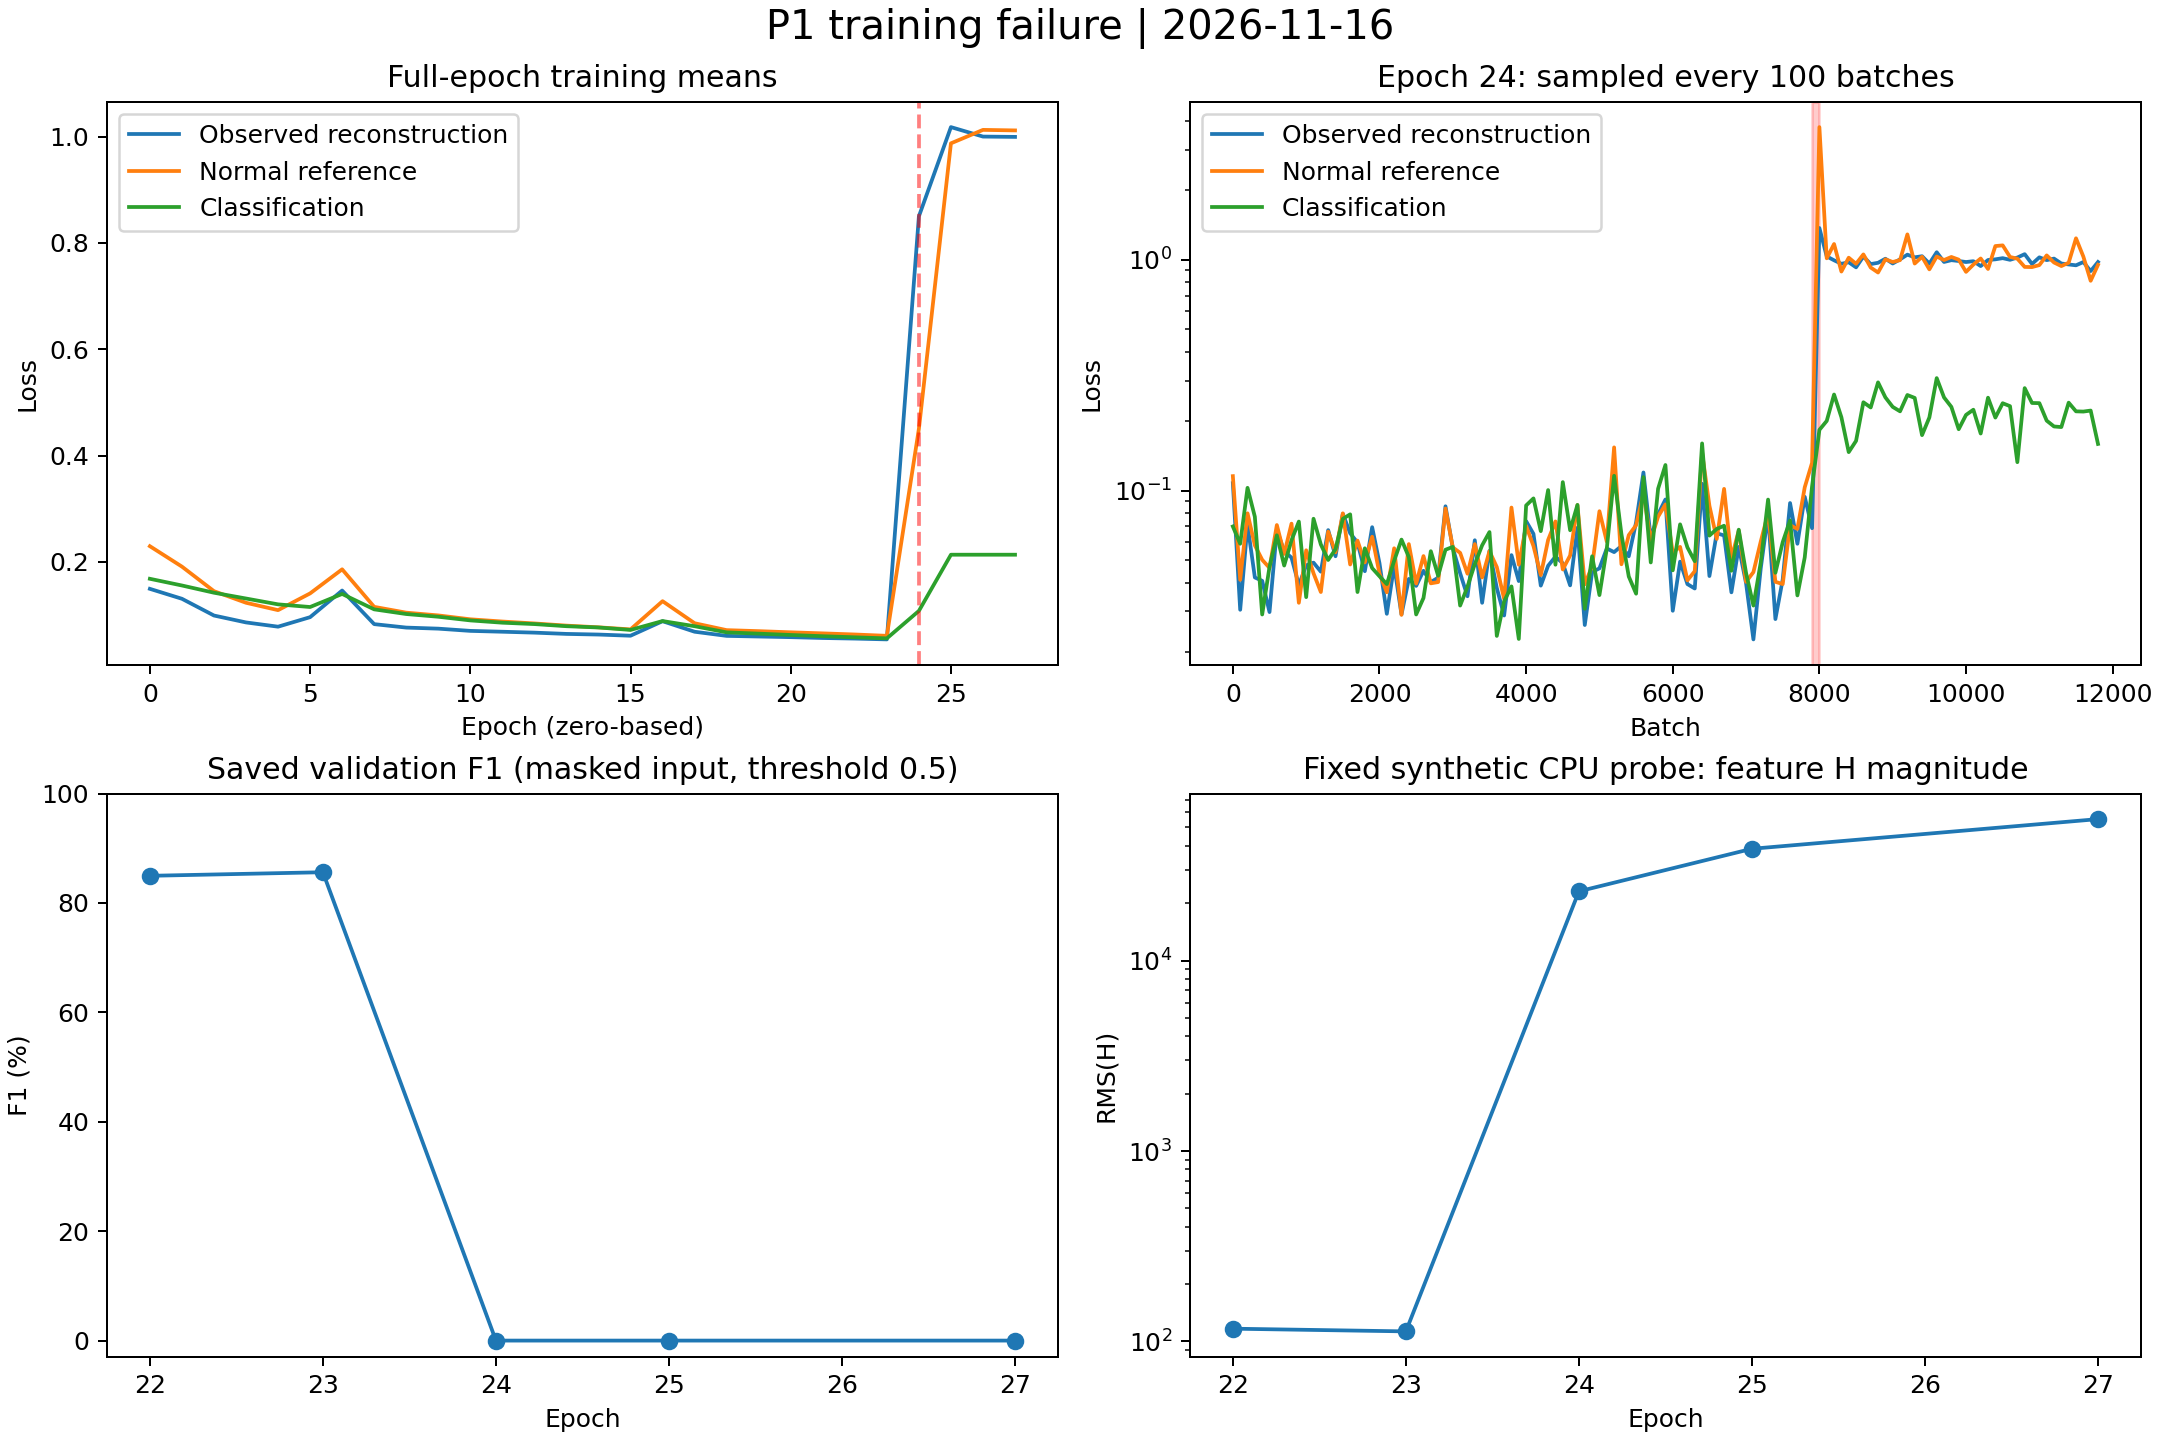 P1 training failure | 2026-11-16
Full-epoch training means
Observed reconstruction
Normal reference
Classification
1.0
0.8
0.6
0.4
0.2
Loss
0
5
10
15
20
25
Epoch (zero-based)
Epoch 24: sampled every 100 batches
Observed reconstruction
Normal reference
Classification
10⁰
10⁻¹
Loss
0
2000
4000
6000
8000
10000
12000
Batch
Saved validation F1 (masked input, threshold 0.5)
100
80
60
40
20
0
F1 (%)
22
23
24
25
26
27
Epoch
Fixed synthetic CPU probe: feature H magnitude
10⁴
10³
10²
RMS(H)
22
23
24
25
26
27
Epoch